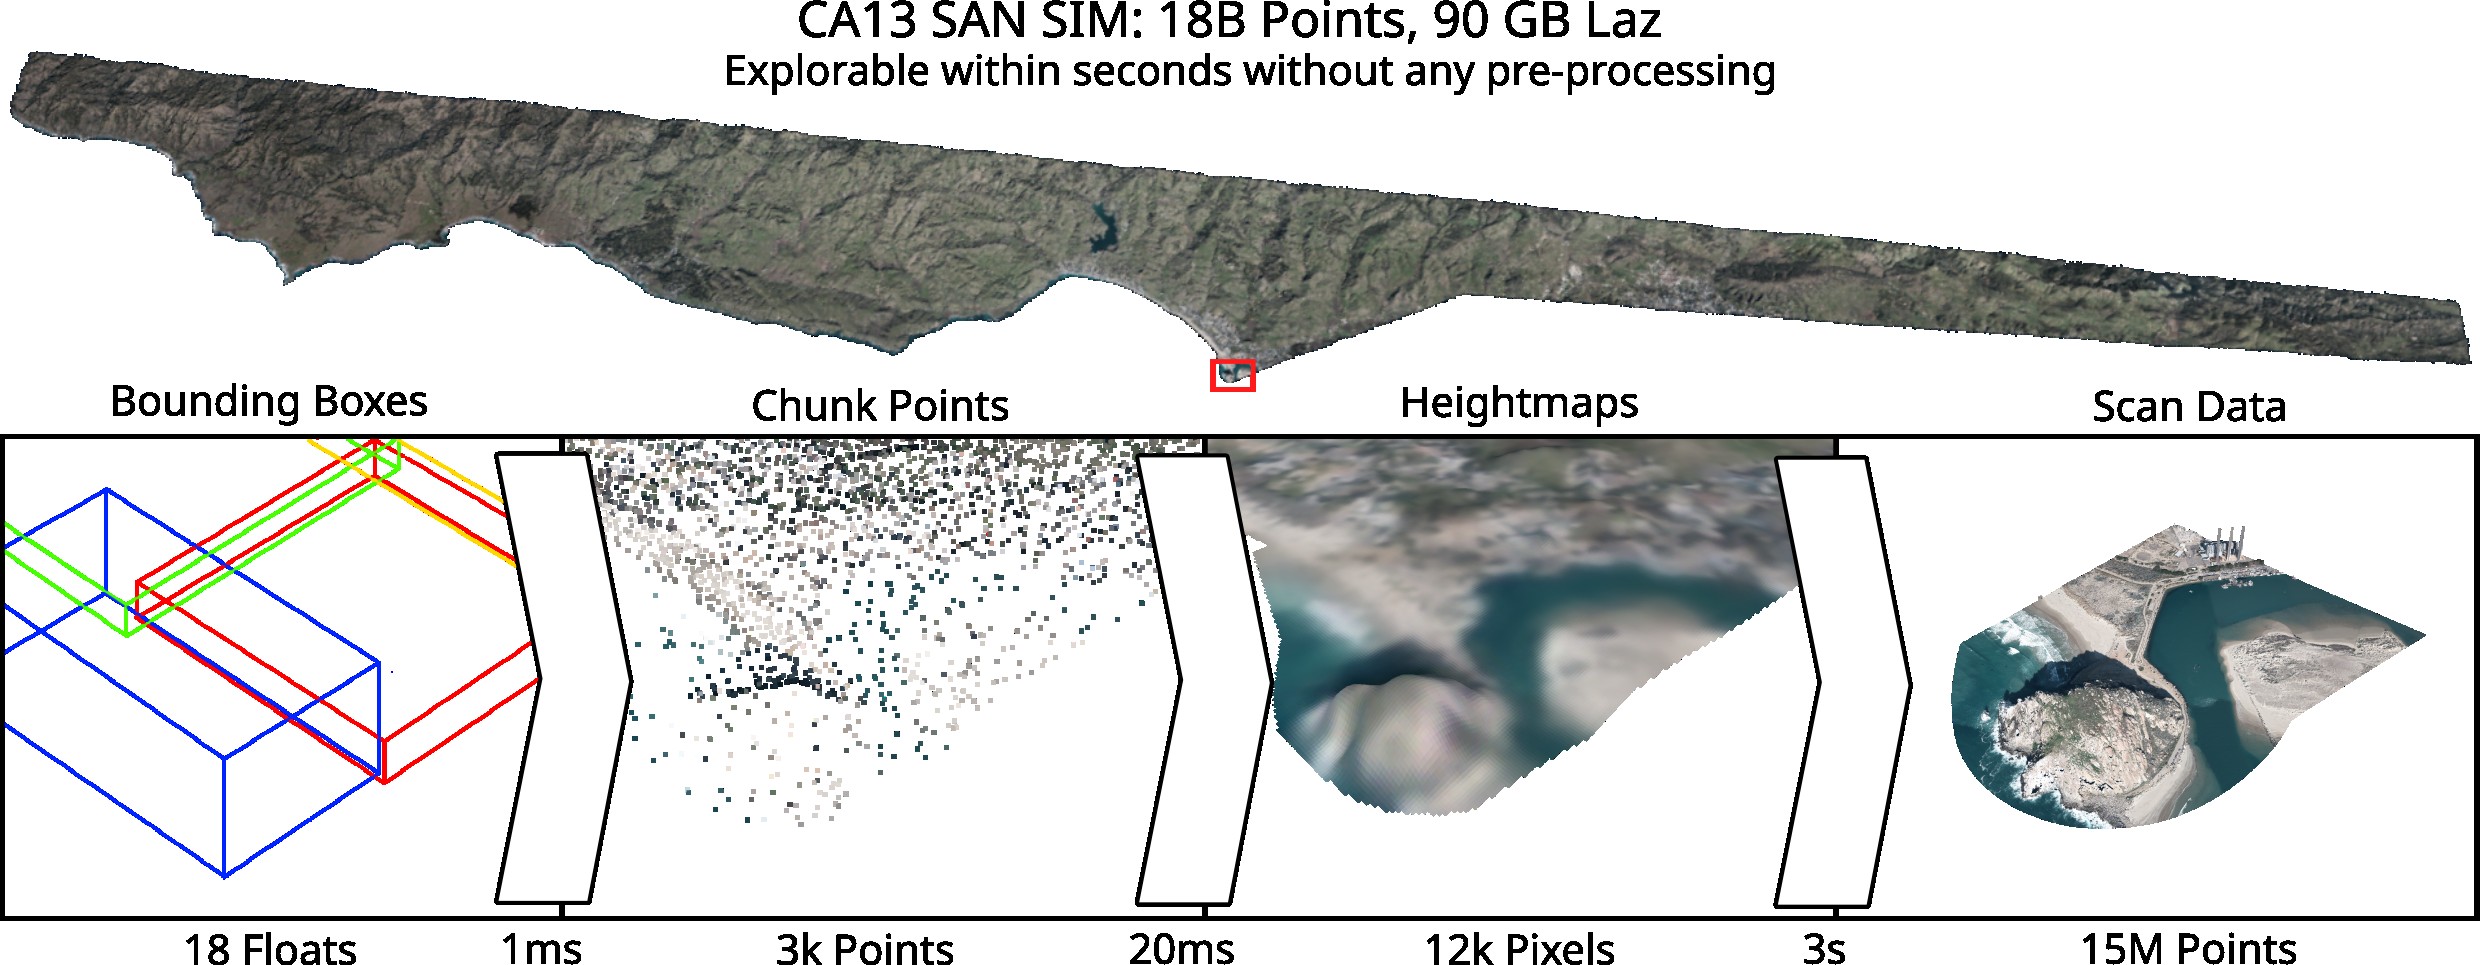 CA13 SAN SIM: 18B Points, 90 GB Laz
Explorable within seconds without any pre-processing
Bounding Boxes
Chunk Points
Heightmaps
Scan Data
18 Floats
1ms
3k Points
20ms
12k Pixels
3s
15M Points